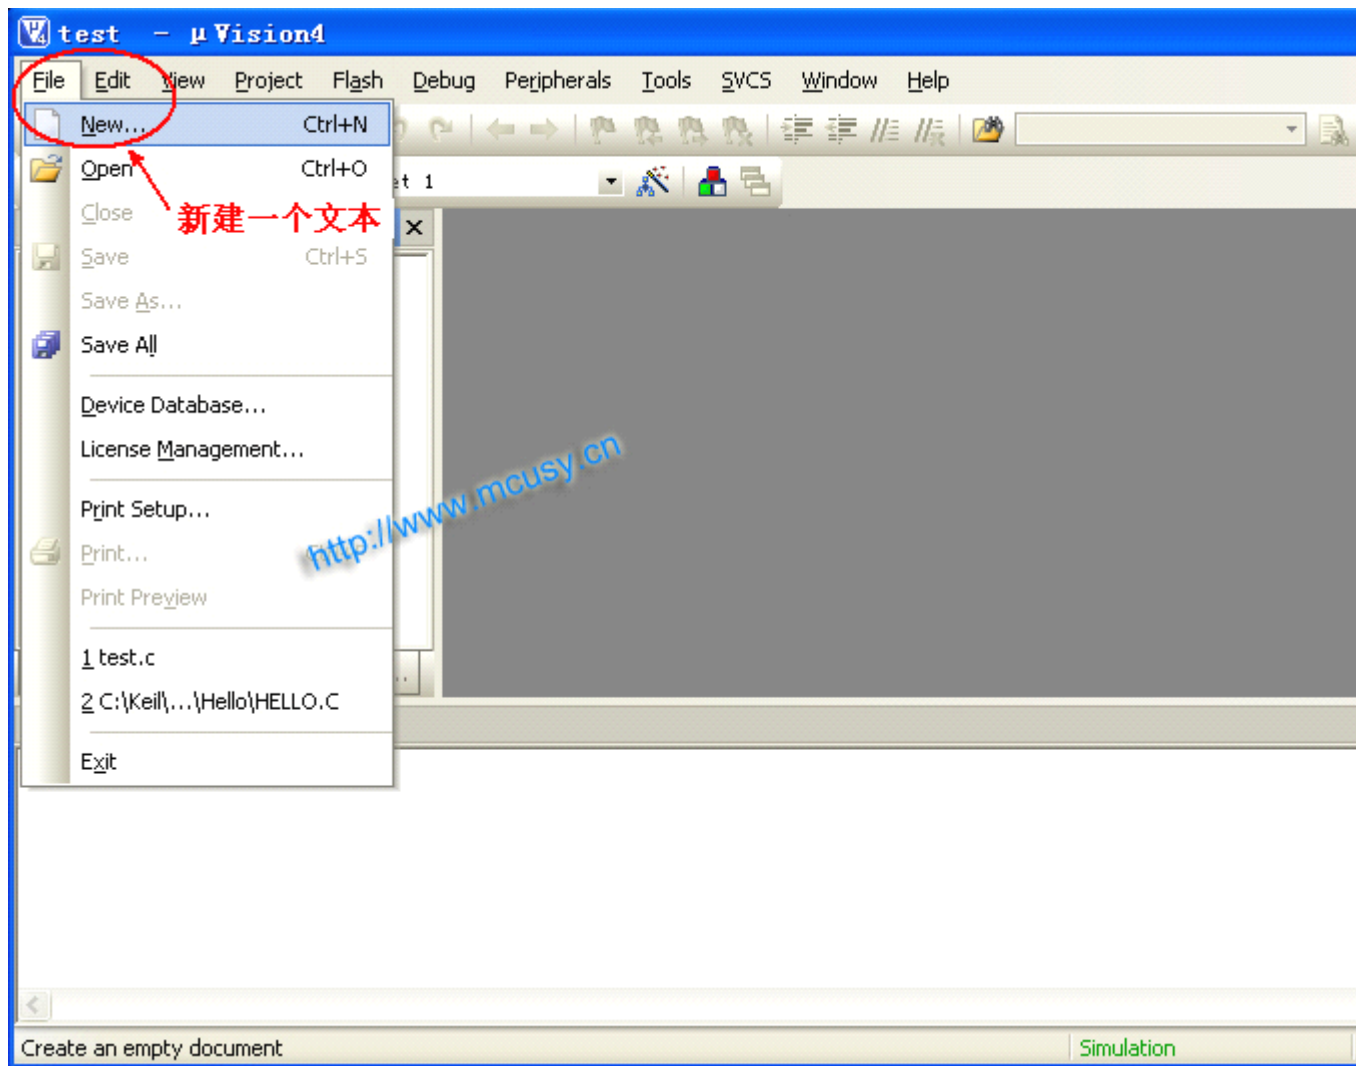 test - µVision4
File Edit View Project Flash Debug Peripherals Tools SVCS Window Help
New... Ctrl+N
Open Ctrl+O
et 1
新建一个文本
Close
Save Ctrl+S
Save As...
Save All
Device Database...
License Management...
http://www.mcusy.cn
Print Setup...
Print...
Print Preview
1 test.c
2 C:\Keil\...\Hello\HELLO.C
Exit
Create an empty document Simulation